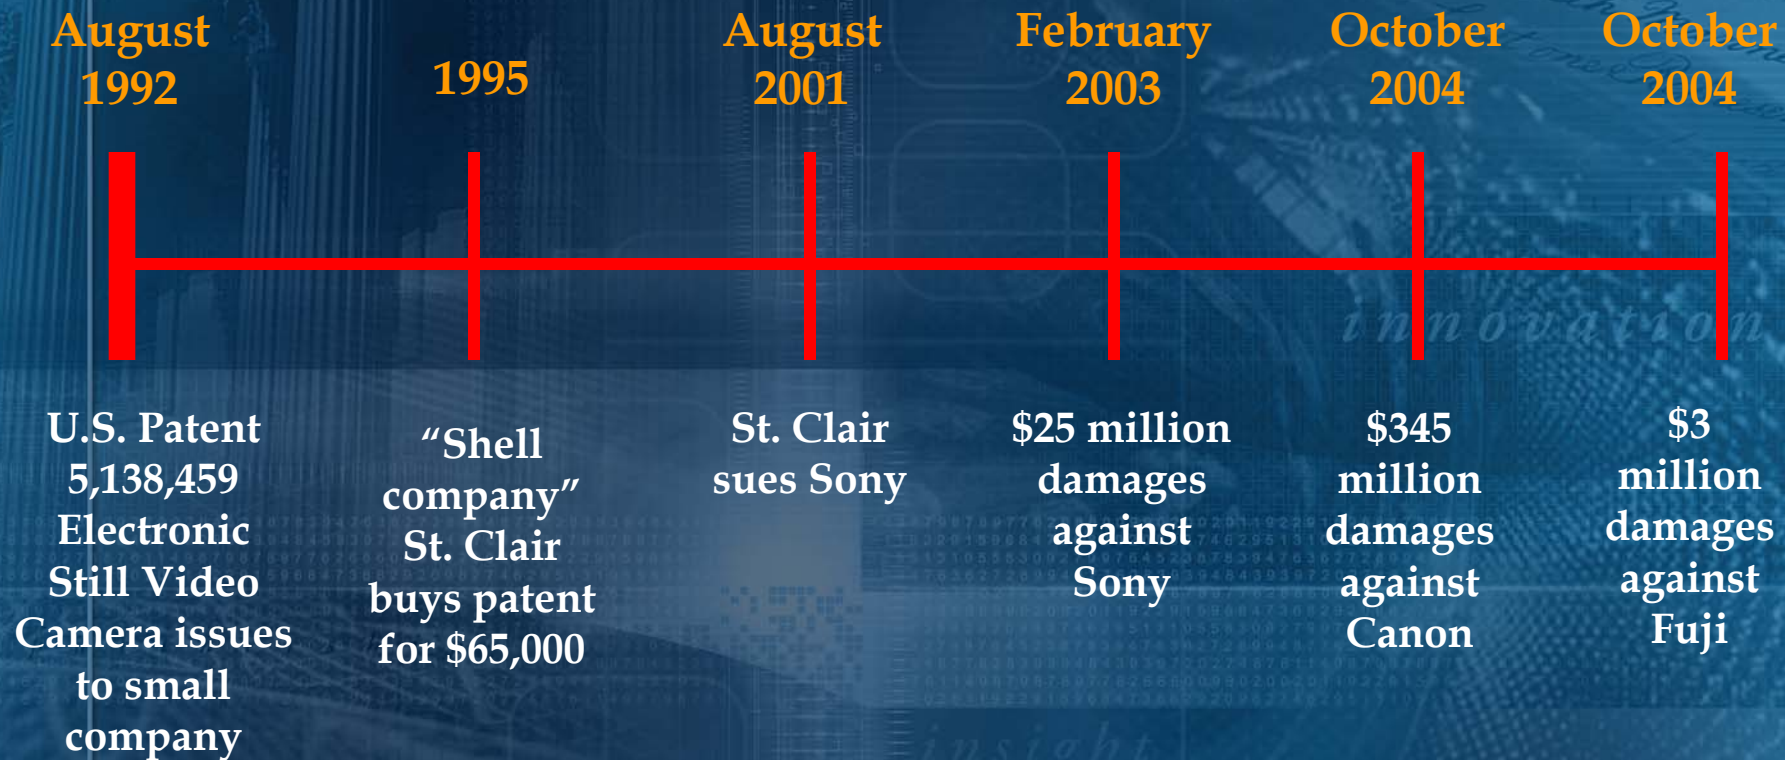 August
1992
1995
August
2001
February
2003
October
2004
October
2004
U.S. Patent
5,138,459
Electronic
Still Video
Camera issues
to small
company
“Shell
company”
St. Clair
buys patent
for $65,000
St. Clair
sues Sony
$25 million
damages
against
Sony
$345
million
damages
against
Canon
$3
million
damages
against
Fuji
innovation
insight